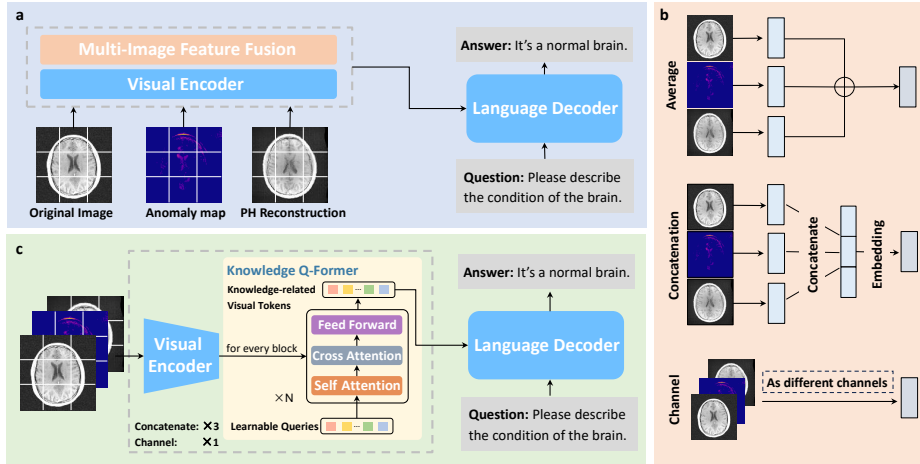 a
Multi-Image Feature Fusion
Visual Encoder
Original Image
Anomaly map
PH Reconstruction
Answer: It's a normal brain.
Language Decoder
Question: Please describe
the condition of the brain.
b
Average
Concatenation
Concatenate
Embedding
Channel
As different channels
c
Knowledge Q-Former
Knowledge-related
Visual Tokens
...
Feed Forward
Cross Attention
Self Attention
×N
Learnable Queries
...
Visual
Encoder
for every block
Concatenate: ×3
Channel: ×1
Answer: It's a normal brain.
Language Decoder
Question: Please describe
the condition of the brain.